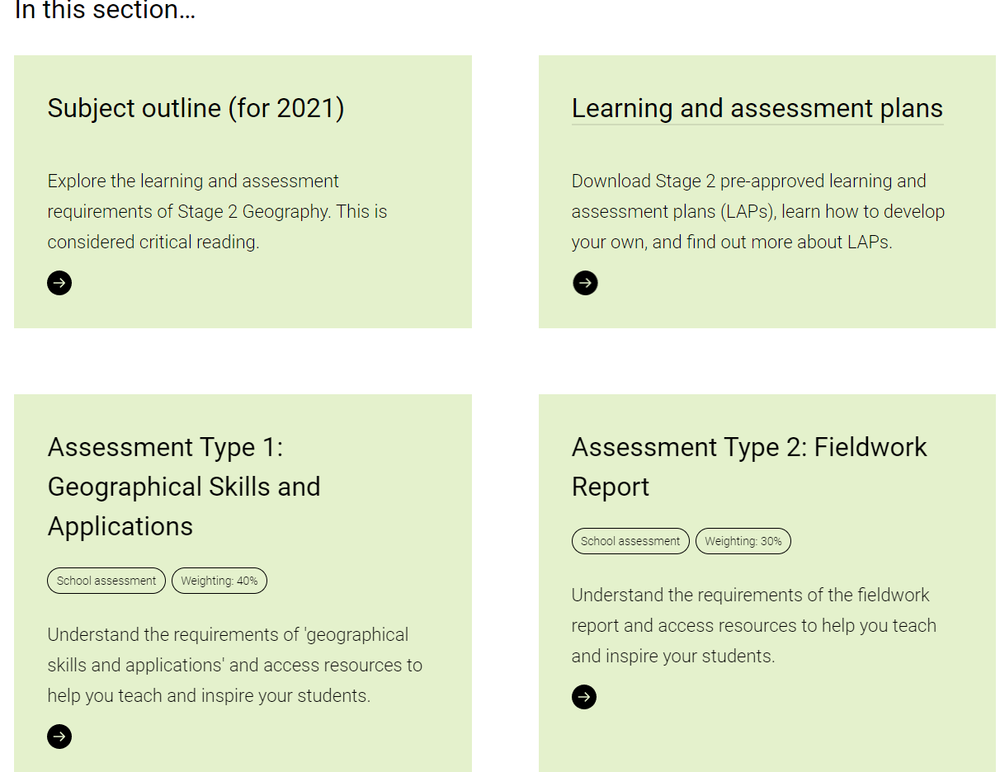 In this section...
Subject outline (for 2021)
Explore the learning and assessment
requirements of Stage 2 Geography. This is
considered critical reading.
Learning and assessment plans
Download Stage 2 pre-approved learning and
assessment plans (LAPs), learn how to develop
your own, and find out more about LAPs.
Assessment Type 1:
Geographical Skills and
Applications
School assessment Weighting: 40%
Understand the requirements of 'geographical
skills and applications' and access resources to
help you teach and inspire your students.
Assessment Type 2: Fieldwork
Report
School assessment Weighting: 30%
Understand the requirements of the fieldwork
report and access resources to help you teach
and inspire your students.